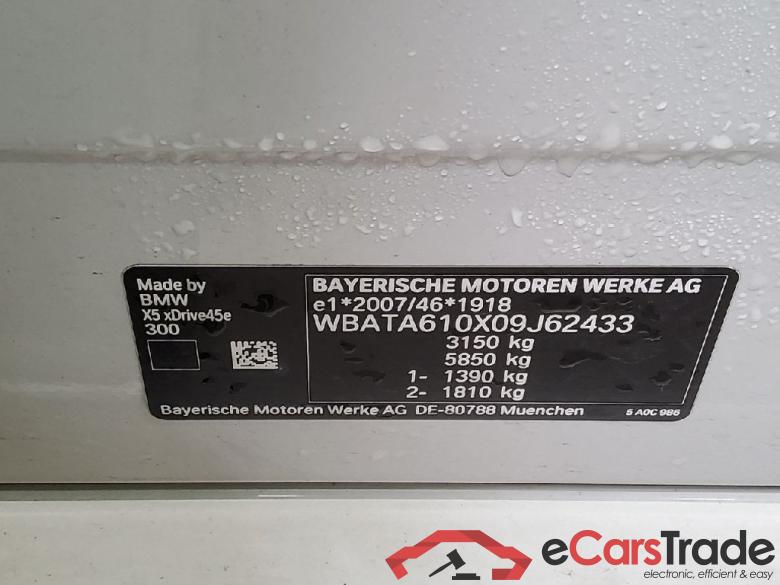 Made by
BMW
X5 xDrive45e
300
BAYERISCHE MOTOREN WERKE AG
e1*2007/46*1918
WBATA610X09J62433
3150 kg
5850 kg
1- 1390 kg
2- 1810 kg
Bayerische Motoren Werke AG DE-80788 Muenchen
5 A0C 986
eCarsTrade
electronic, efficient & easy